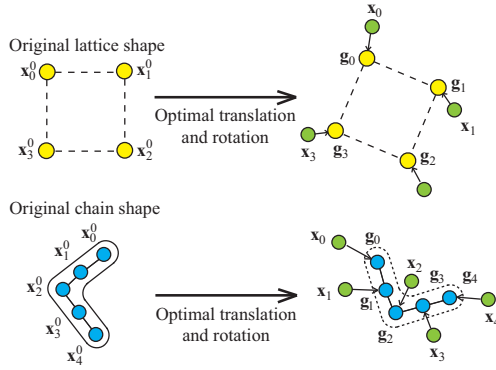 Original lattice shape
x₀⁰ x₁⁰
x₃⁰ x₂⁰
Optimal translation
and rotation
x₀
g₀
g₁
x₁
x₃ g₃
g₂
Original chain shape
x₀⁰
x₁⁰
x₂⁰
x₃⁰
x₄⁰
Optimal translation
and rotation
x₀ g₀
x₂
g₃ g₄
x₁ g₁
g₂
x₃
x₄